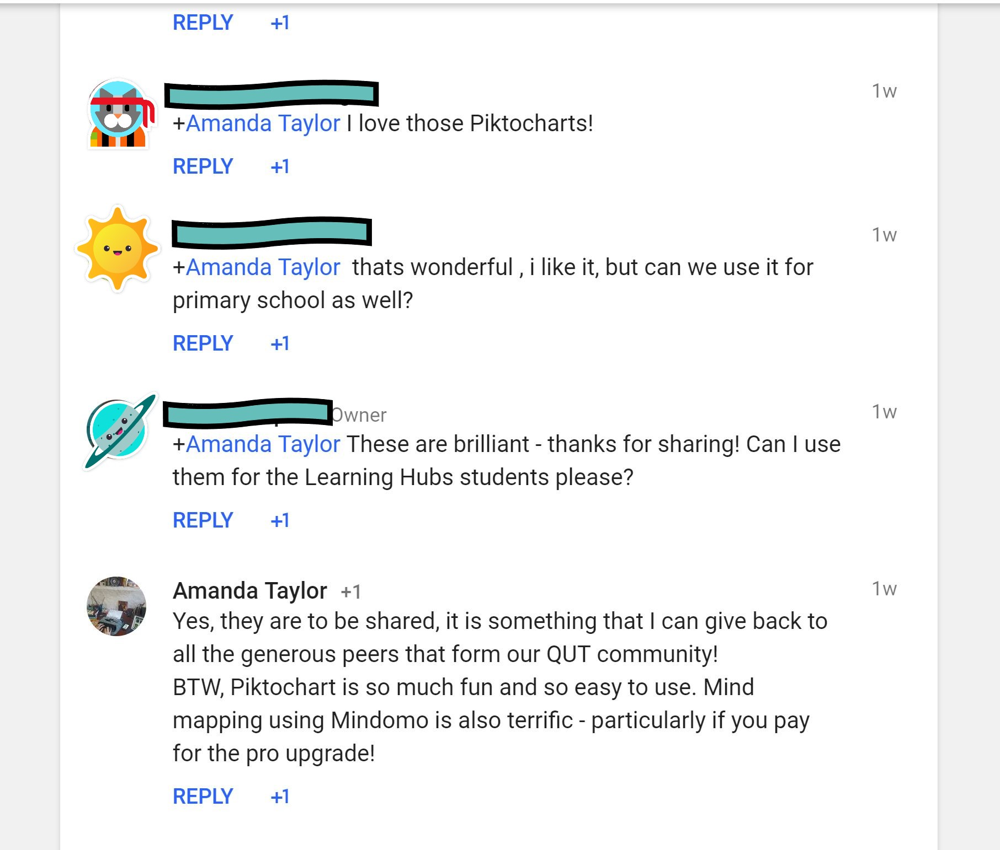 REPLY +1
1w
+Amanda Taylor I love those Piktocharts!
REPLY +1
1w
+Amanda Taylor thats wonderful , i like it, but can we use it for
primary school as well?
REPLY +1
Owner 1w
+Amanda Taylor These are brilliant - thanks for sharing! Can I use
them for the Learning Hubs students please?
REPLY +1
Amanda Taylor +1 1w
Yes, they are to be shared, it is something that I can give back to
all the generous peers that form our QUT community!
BTW, Piktochart is so much fun and so easy to use. Mind
mapping using Mindomo is also terrific - particularly if you pay
for the pro upgrade!
REPLY +1